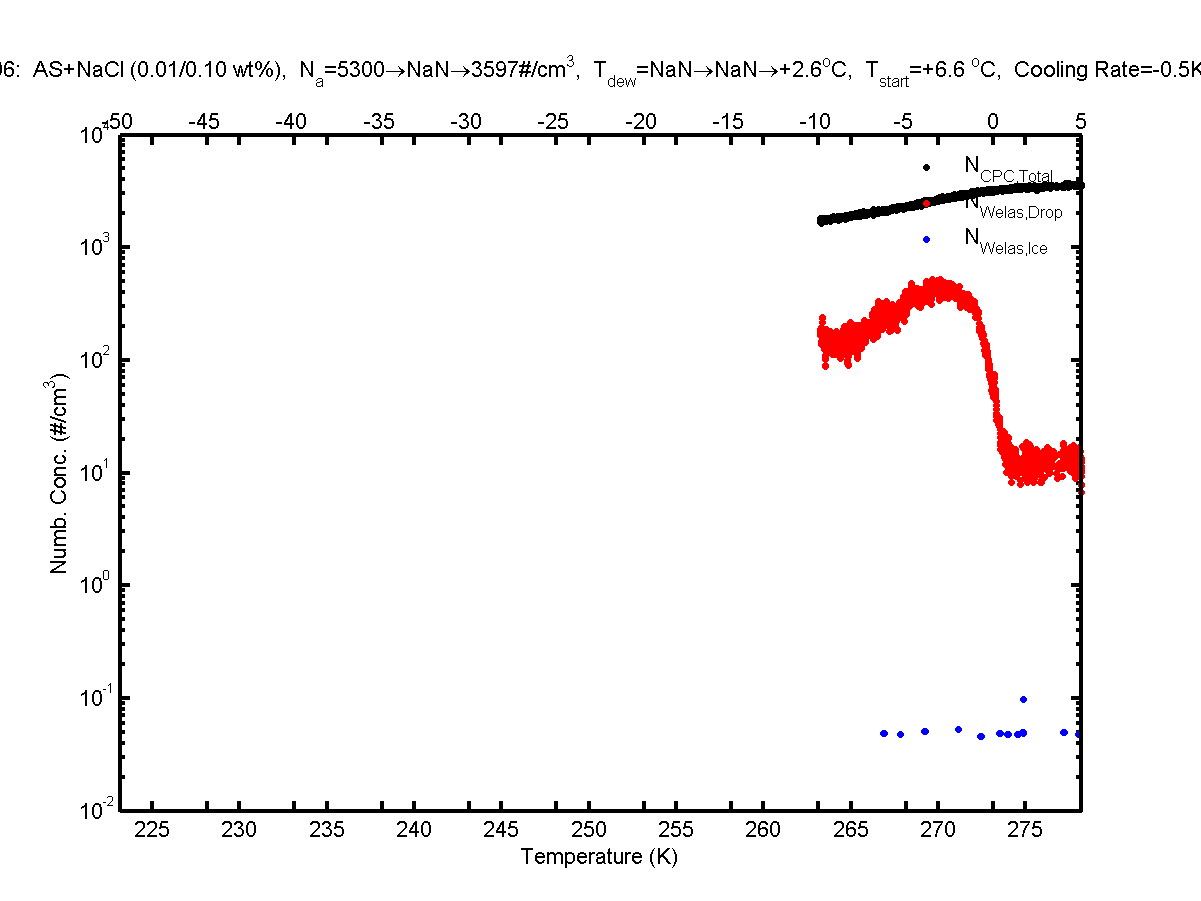 06: AS+NaCl (0.01/0.10 wt%), Na=5300→NaN→3597#/cm3, Tdew=NaN→NaN→+2.6oC, Tstart=+6.6 oC, Cooling Rate=-0.5K
-50 -45 -40 -35 -30 -25 -20 -15 -10 -5 0 5
104
NCPC,Total
NWelas,Drop
NWelas,Ice
103
102
101
100
10-1
10-2
Numb. Conc. (#/cm3)
225 230 235 240 245 250 255 260 265 270 275
Temperature (K)